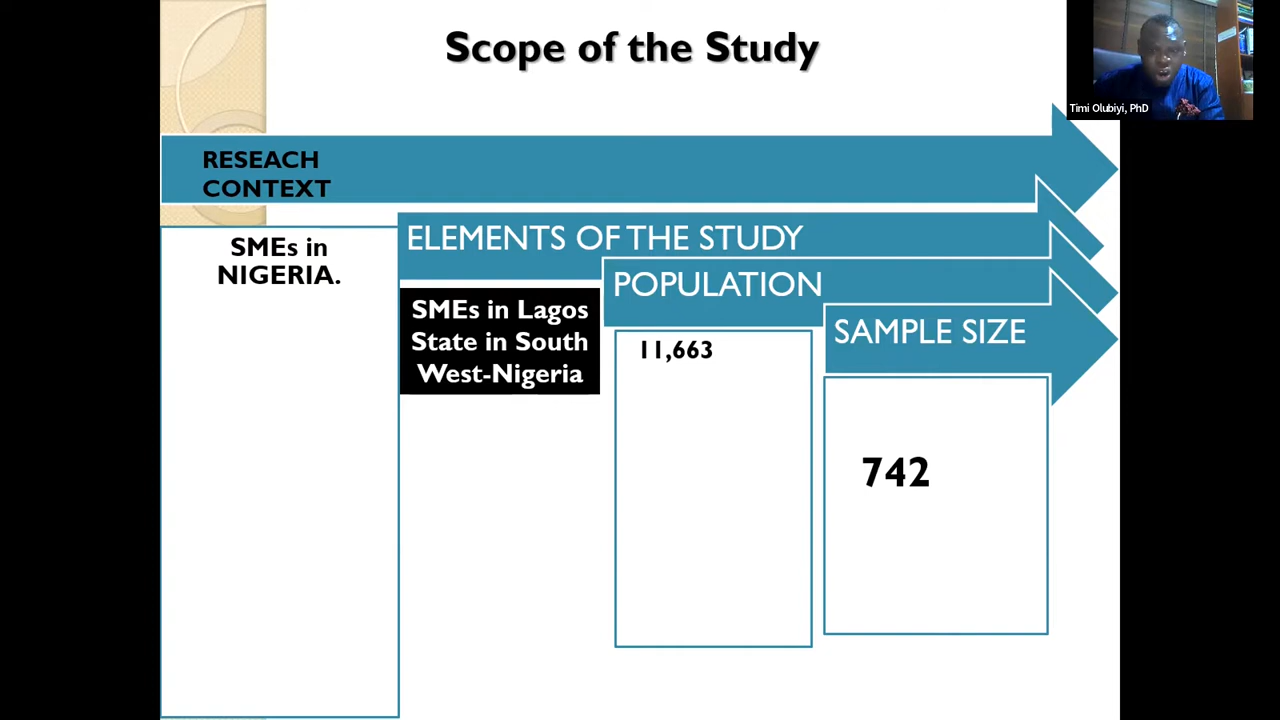 Scope of the Study
Timi Olubiyi, PhD
RESEACH
CONTEXT
SMEs in
NIGERIA.
ELEMENTS OF THE STUDY
SMEs in Lagos
State in South
West-Nigeria
POPULATION
11,663
SAMPLE SIZE
742